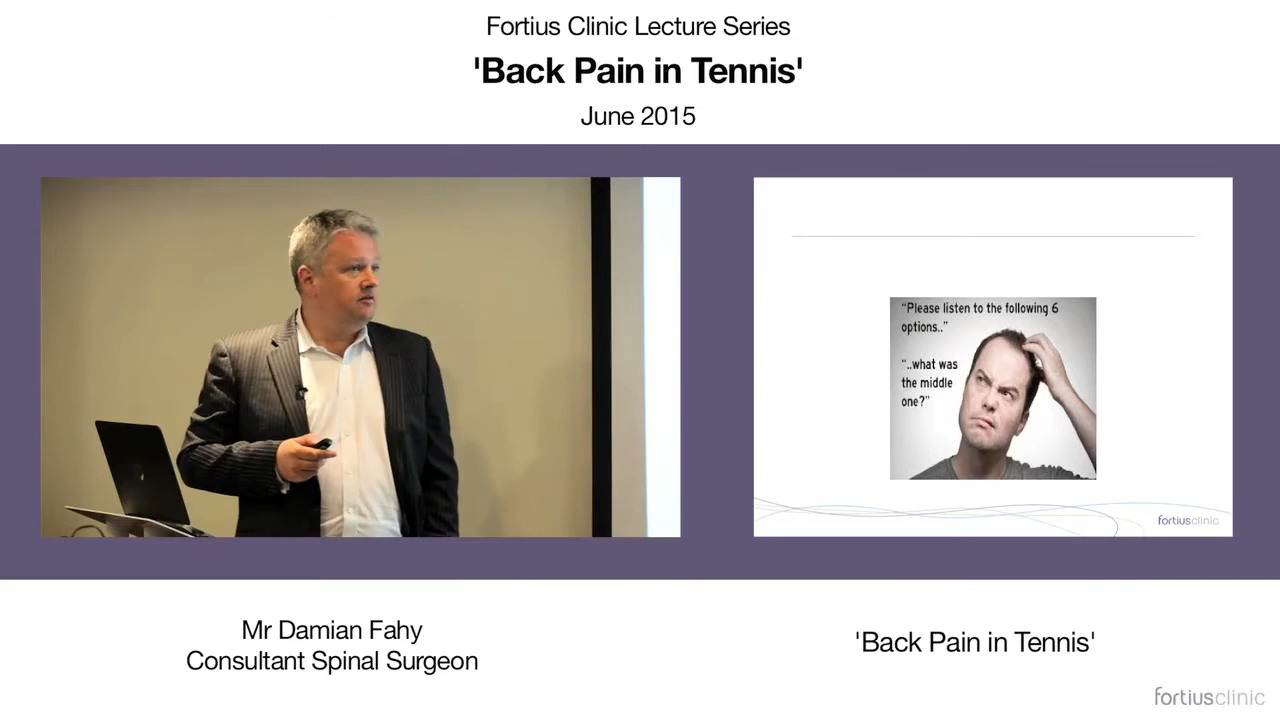 Fortius Clinic Lecture Series
'Back Pain in Tennis'
June 2015
"Please listen to the following 6
options.."
"..what was
the middle
one?"
fortiusclinic
Mr Damian Fahy
Consultant Spinal Surgeon
'Back Pain in Tennis'
fortiusclinic